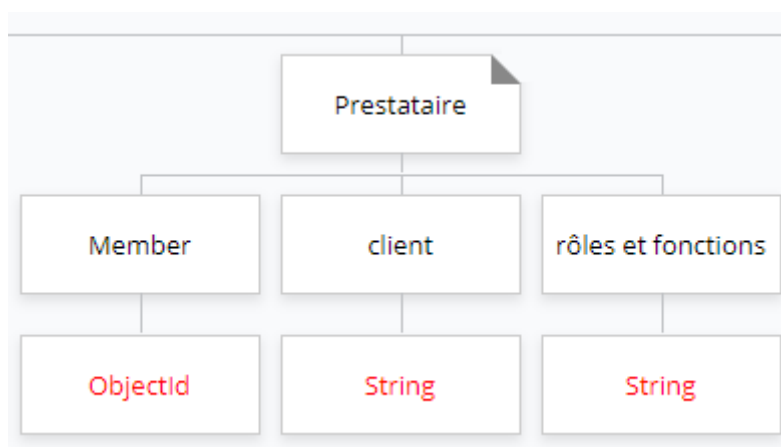 Prestataire
Member
client
rôles et fonctions
ObjectId
String
String